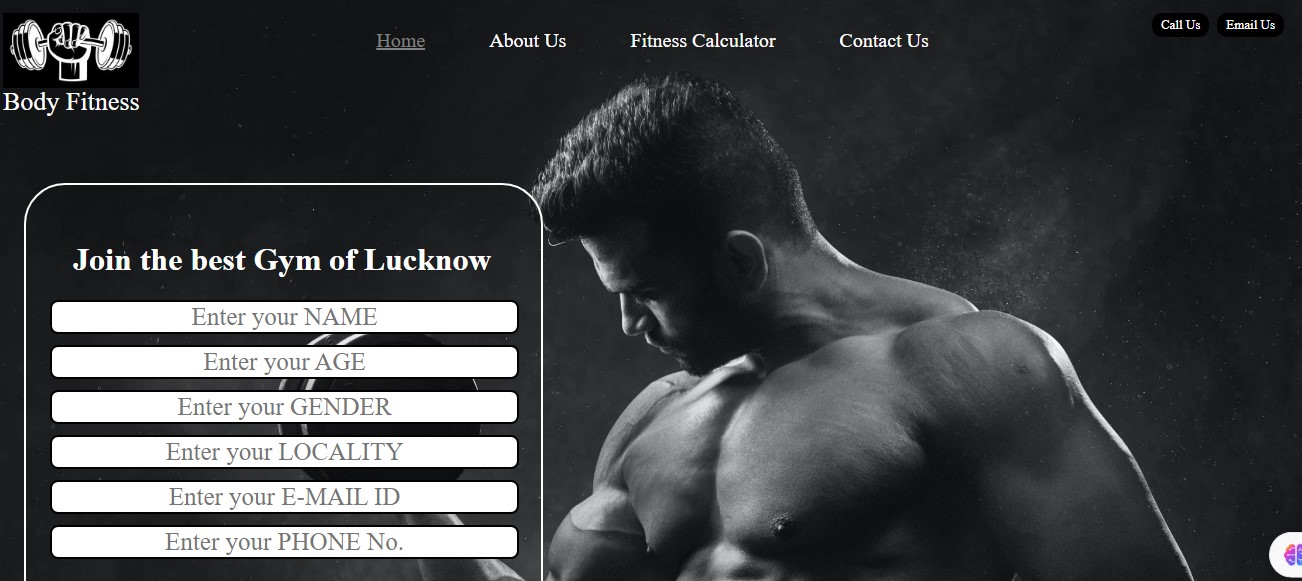 Home
About Us
Fitness Calculator
Contact Us
Call Us
Email Us
Body Fitness
Join the best Gym of Lucknow
Enter your NAME
Enter your AGE
Enter your GENDER
Enter your LOCALITY
Enter your E-MAIL ID
Enter your PHONE No.